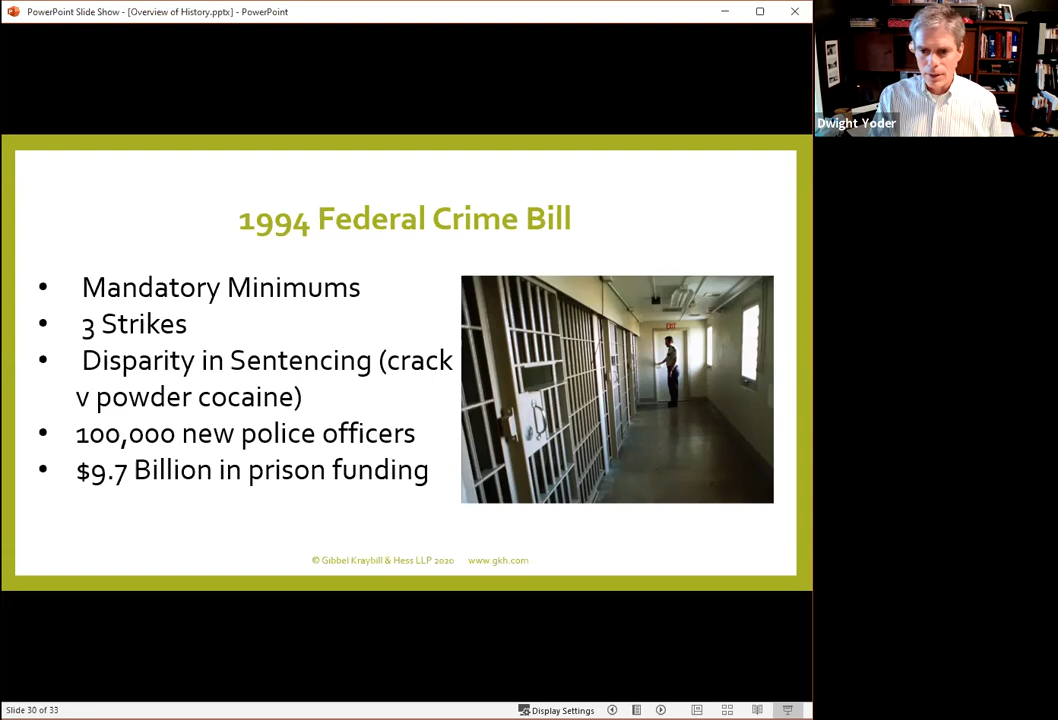 PowerPoint Slide Show - [Overview of History.pptx] - PowerPoint
Dwight Yoder
1994 Federal Crime Bill
• Mandatory Minimums
• 3 Strikes
• Disparity in Sentencing (crack
v powder cocaine)
• 100,000 new police officers
• $9.7 Billion in prison funding
EXIT
© Gibbel Kraybill & Hess LLP 2020 www.gkh.com
Slide 30 of 33
Display Settings